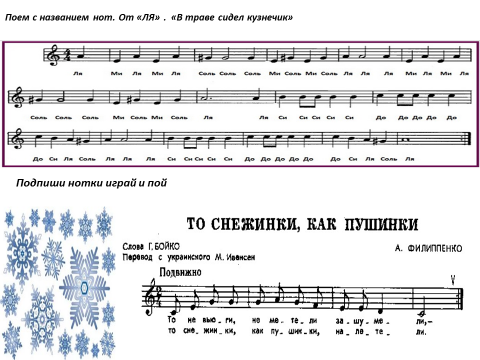 Поем с названием нот. От «ЛЯ» . «В траве сидел кузнечик»
Ля Ми Ля Ми Ля Соль Соль Соль Ми Соль Ми Соль Ля Ля Ля Ми Ля Ми
Соль Соль Соль Ми Соль Ми Соль Ля Ля Си Си Си Си Си До До До До До
До Си Ля Соль Ля Ля Ля Си Си Си Си Си До До До До До До Си Ля Соль Ля
Подпиши нотки играй и пой
ТО СНЕЖИНКИ, КАК ПУШИНКИ
Слова Г. БОЙКО
Перевод с украинского М. Ивенсен
А. ФИЛИППЕНКО
Подвижно
То не вью-ги, не ме-те-ли за-шу-ме-ли,-
то сне-жин-ки, как пу-шин-ки, на-ле-те-ли.